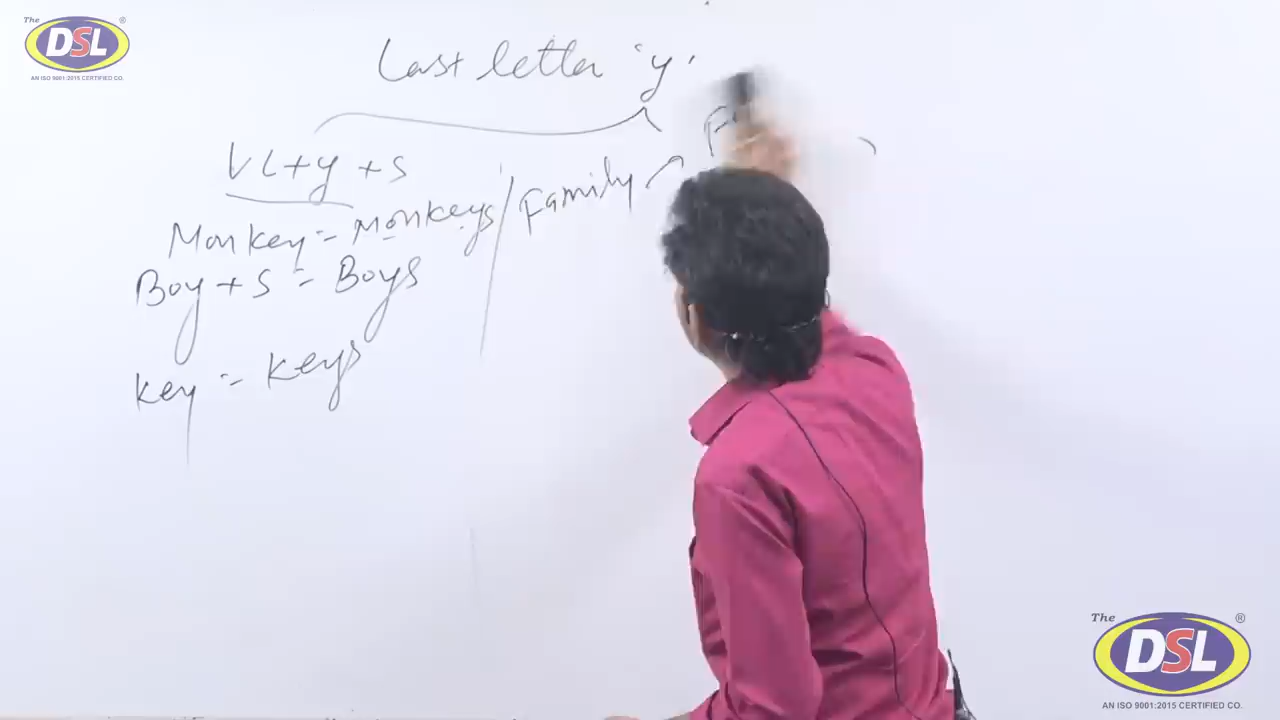 The DSL ®
AN ISO 9001:2015 CERTIFIED CO.
Last letter 'y'
VL+y +s
Monkey = Monkeys / Family
Boy + s = Boys
Key = Keys
The DSL ®
AN ISO 9001:2015 CERTIFIED CO.